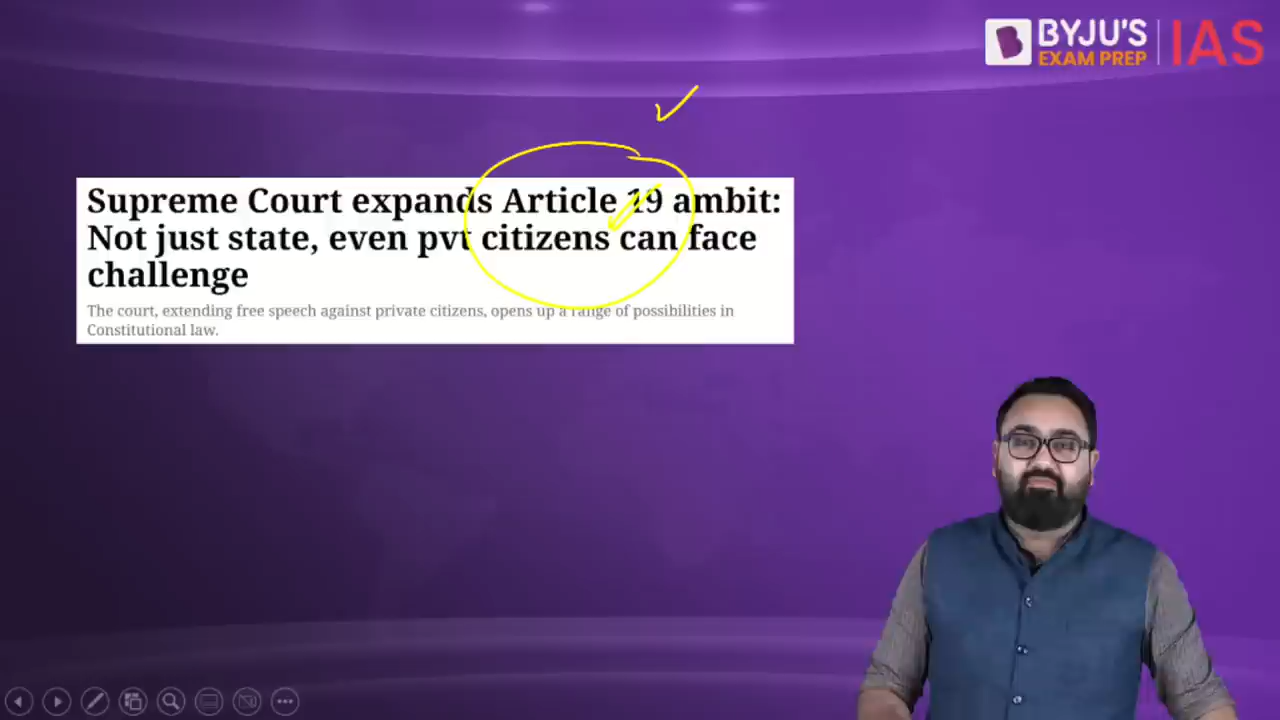 BYJU'S
EXAM PREP
IAS
Supreme Court expands Article 19 ambit:
Not just state, even pvt citizens can face
challenge
The court, extending free speech against private citizens, opens up a range of possibilities in
Constitutional law.